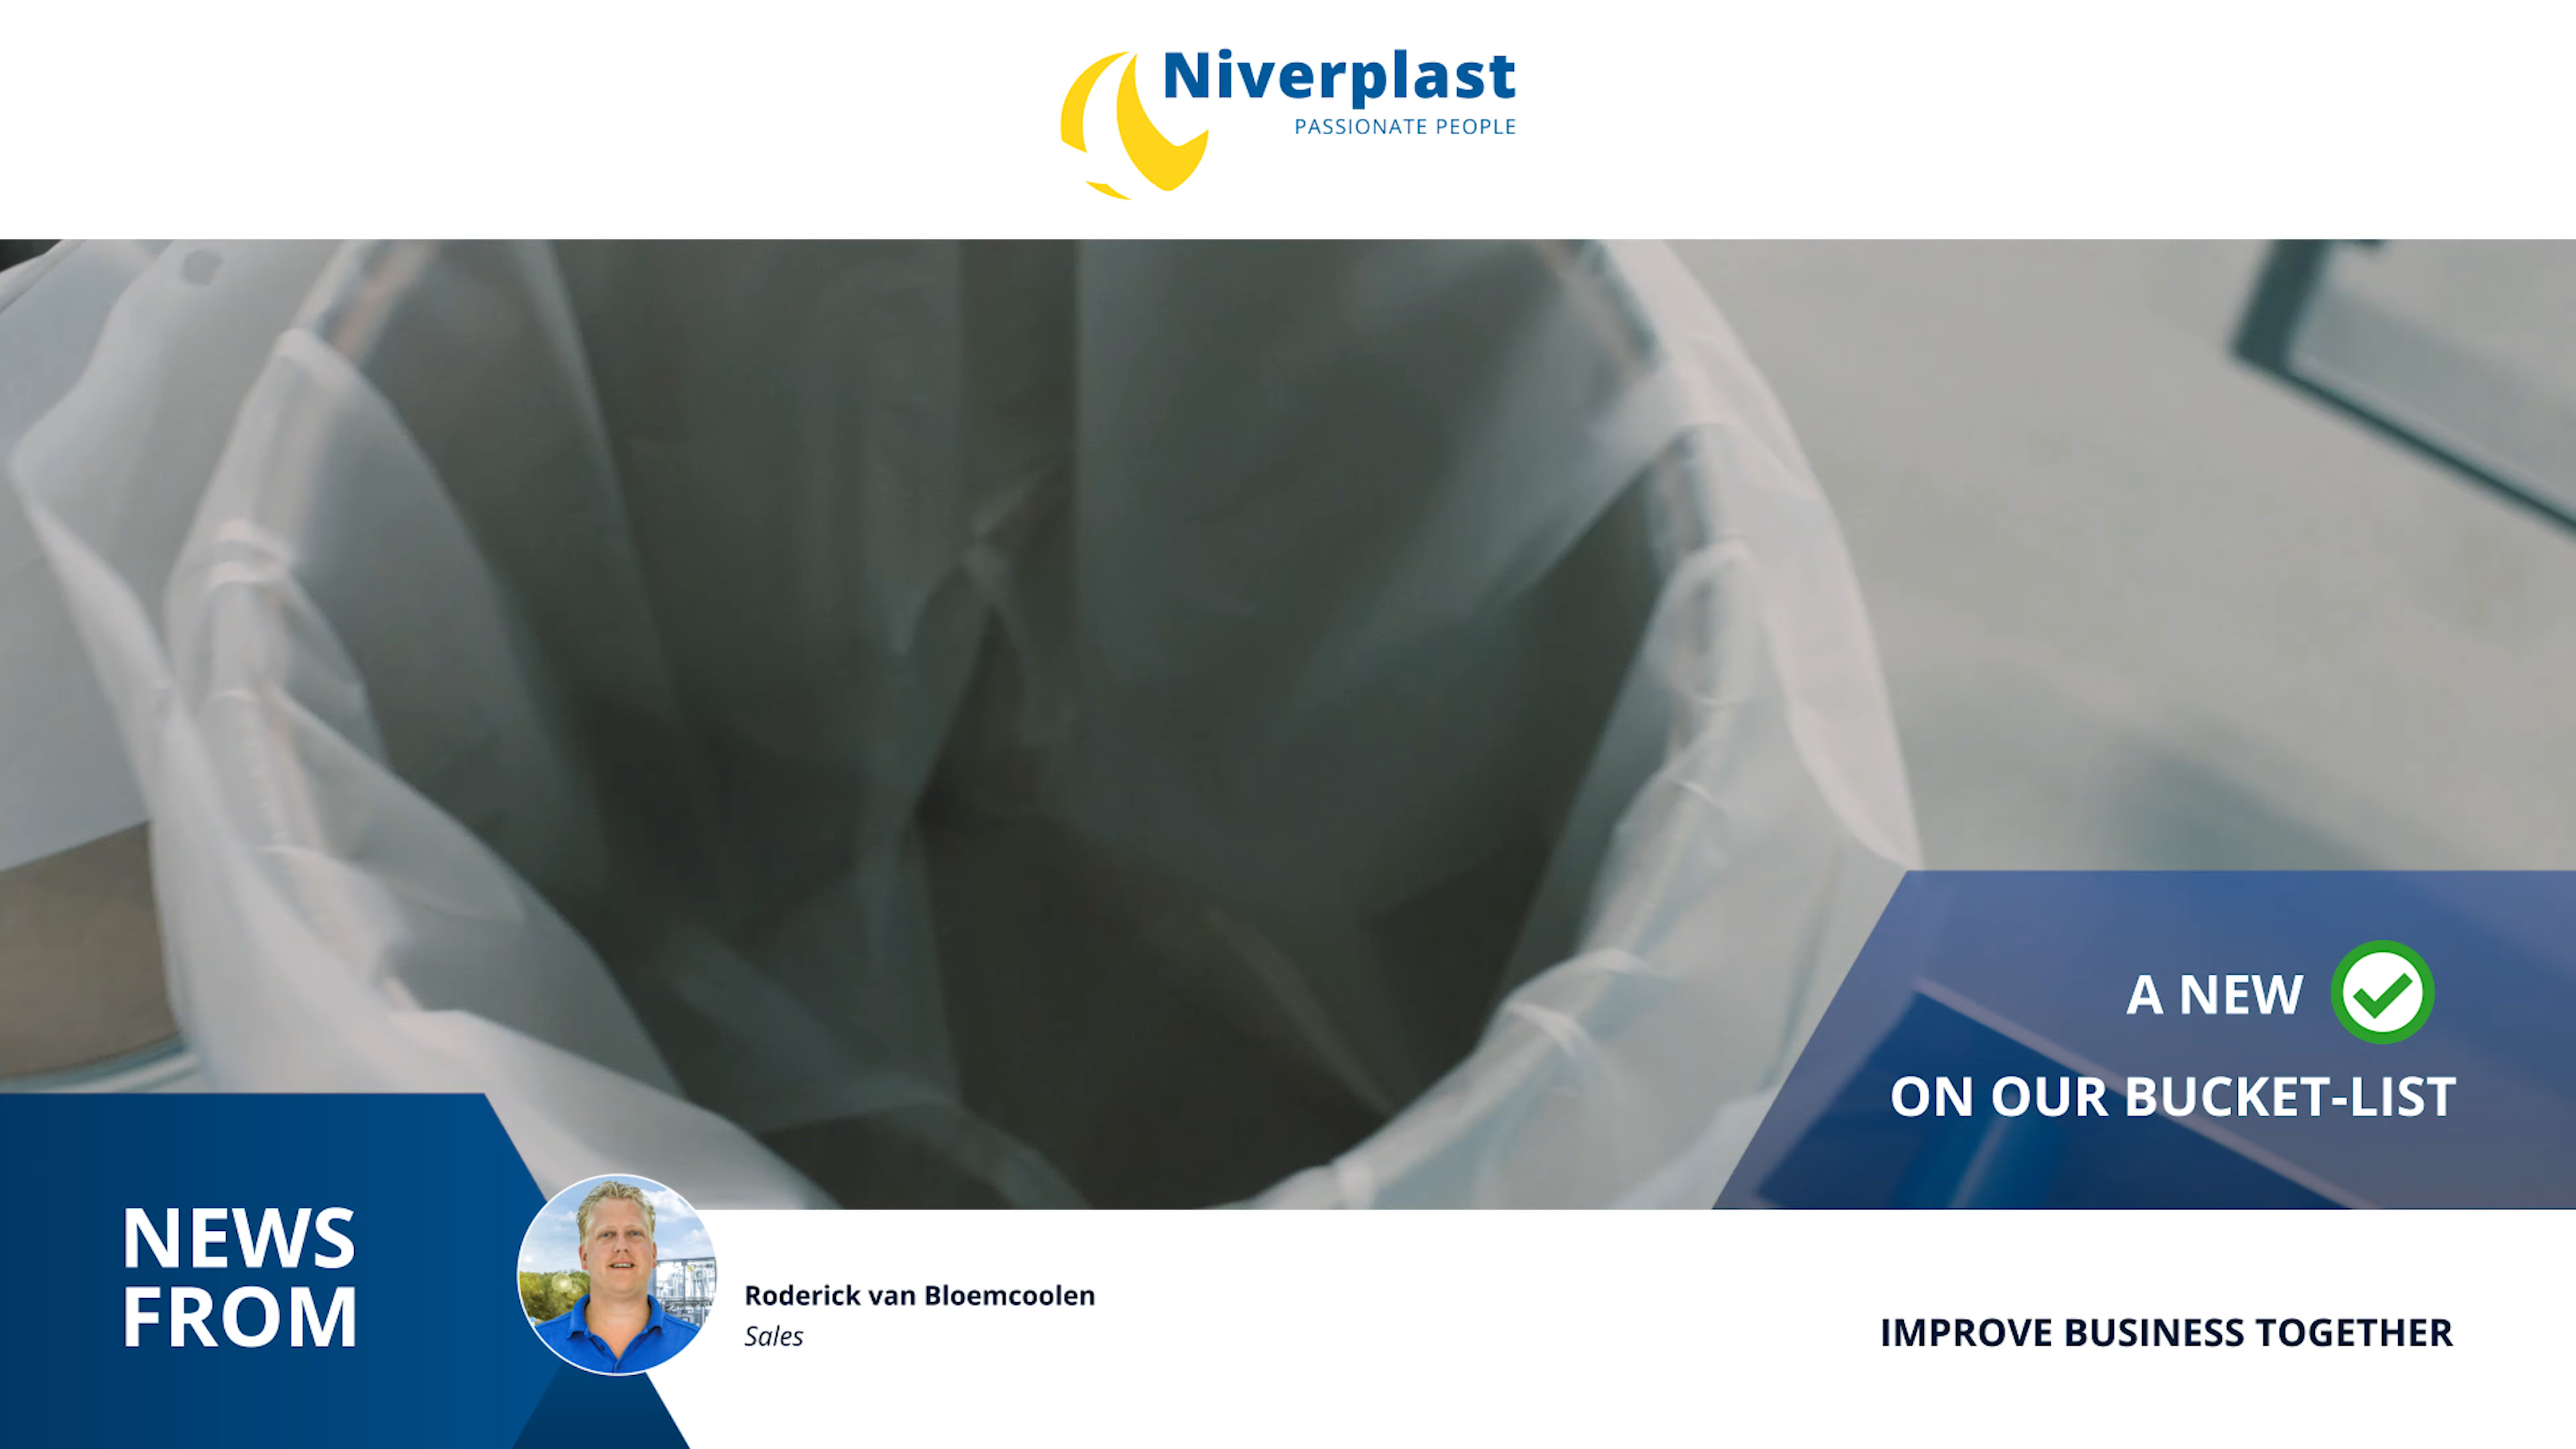 Niverplast
PASSIONATE PEOPLE
A NEW
ON OUR BUCKET-LIST
NEWS
FROM
Roderick van Bloemcoolen
Sales
IMPROVE BUSINESS TOGETHER